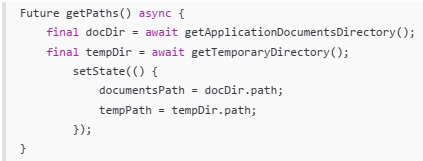 Future getPaths() async {
    final docDir = await getApplicationDocumentsDirectory();
    final tempDir = await getTemporaryDirectory();
        setState(() {
            documentsPath = docDir.path;
            tempPath = tempDir.path;
        });
}